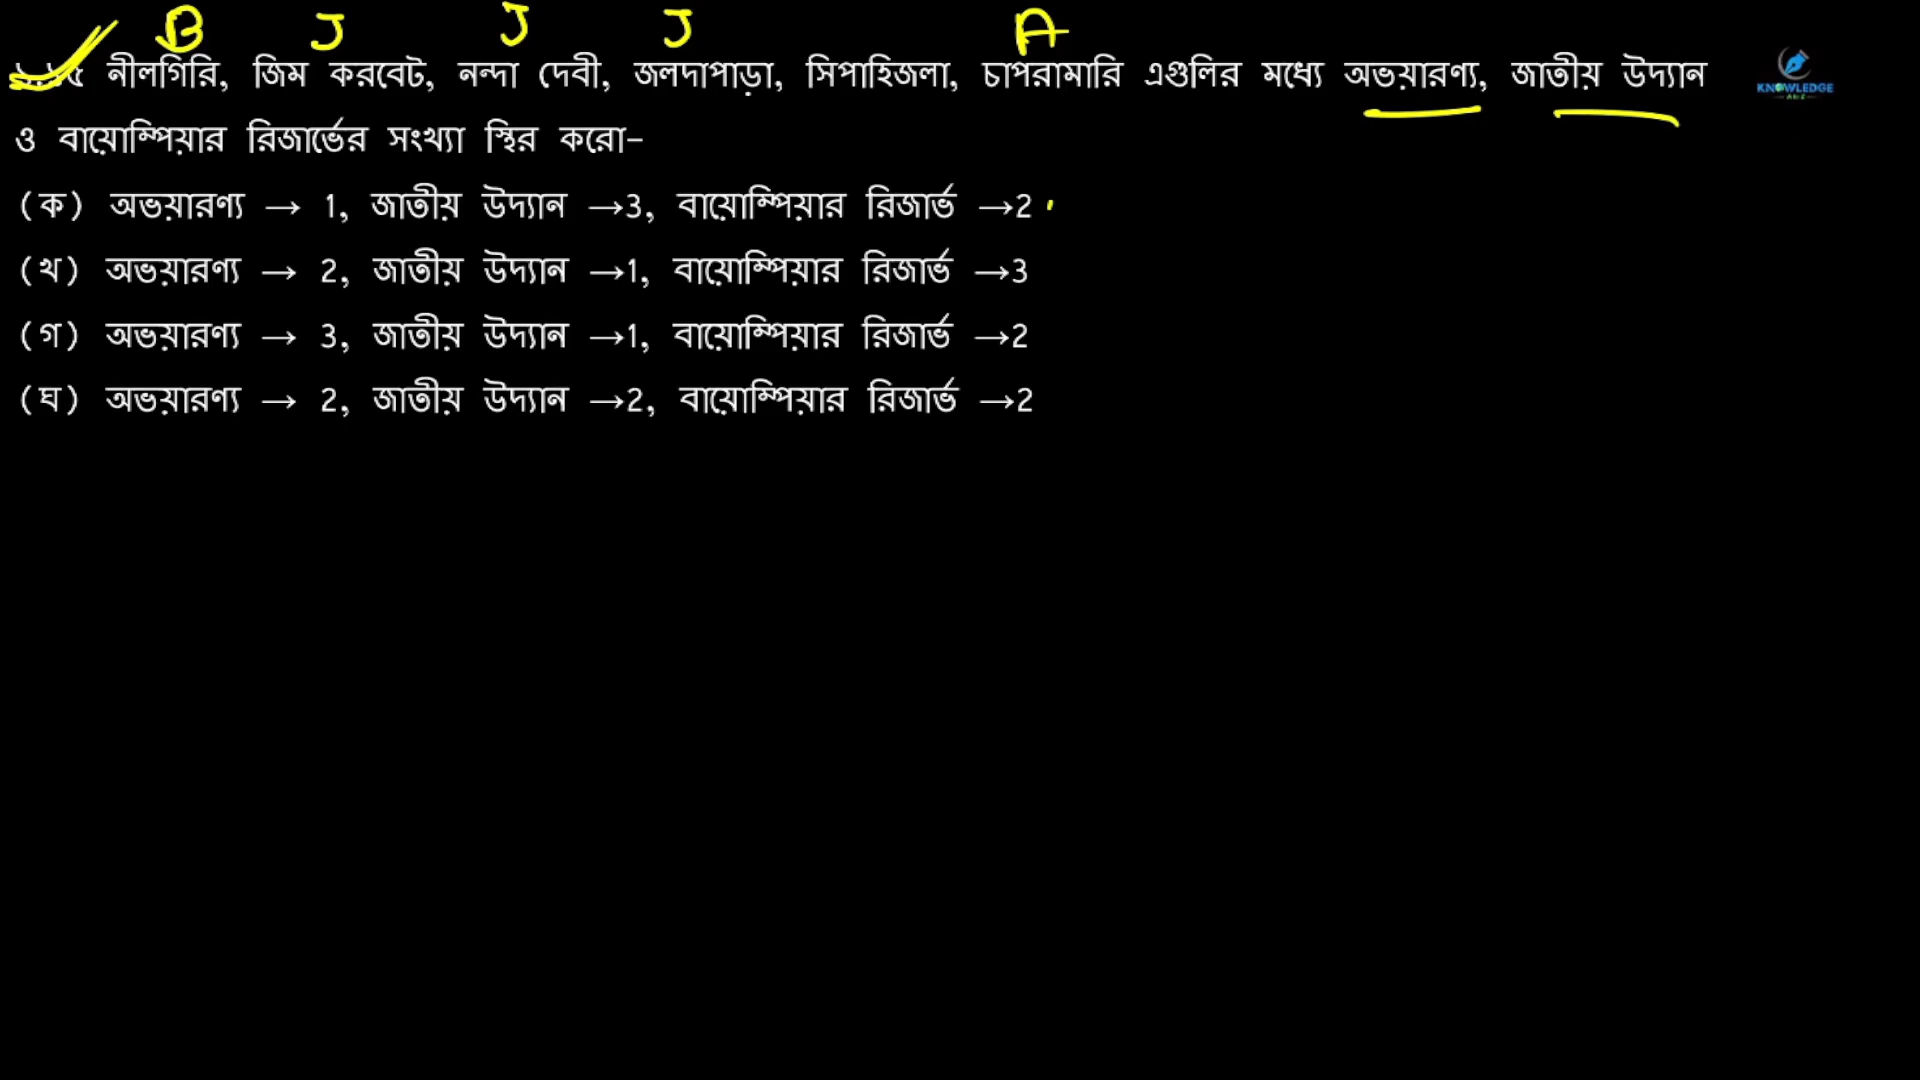 B J J J A
নীলগিরি, জিম করবেট, নন্দা দেবী, জলদাপাড়া, সিপাহিজলা, চাপরামারি এগুলির মধ্যে অভয়ারণ্য, জাতীয় উদ্যান
KNOWLEDGE
ও বায়োস্পিয়ার রিজার্ভের সংখ্যা স্থির করো–
(ক) অভয়ারণ্য → 1, জাতীয় উদ্যান →3, বায়োস্পিয়ার রিজার্ভ →2
(খ) অভয়ারণ্য → 2, জাতীয় উদ্যান →1, বায়োস্পিয়ার রিজার্ভ →3
(গ) অভয়ারণ্য → 3, জাতীয় উদ্যান →1, বায়োস্পিয়ার রিজার্ভ →2
(ঘ) অভয়ারণ্য → 2, জাতীয় উদ্যান →2, বায়োস্পিয়ার রিজার্ভ →2